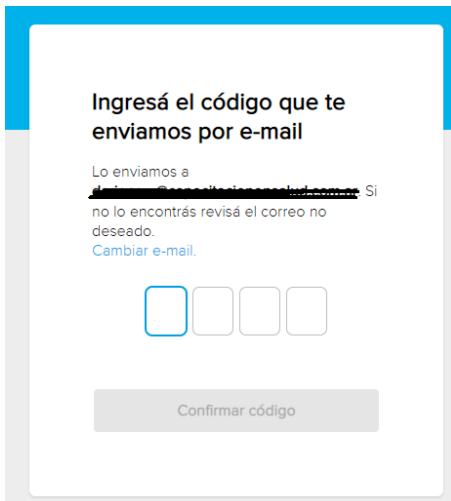 Ingresá el código que te
enviamos por e-mail
Lo enviamos a
Si
no lo encontrás revisá el correo no
deseado.
Cambiar e-mail.
Confirmar código